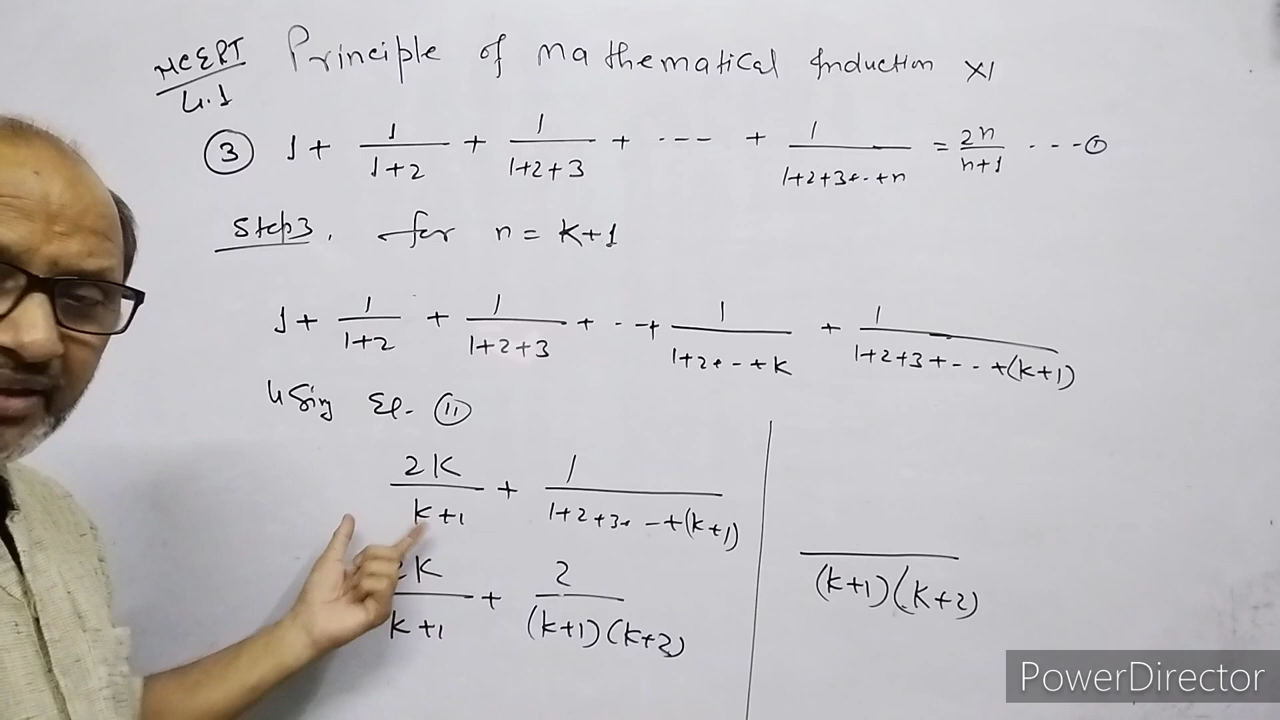 NCERT Principle of Mathematical Induction XI
4.1
③ 1 + 1/(1+2) + 1/(1+2+3) + --- + 1/(1+2+3+--+n) = 2n/(n+1) ---①
Step3. for n = K+1
1 + 1/(1+2) + 1/(1+2+3) + --+ 1/(1+2+--+K) + 1/(1+2+3+--+(K+1))
Using Eq- ⑪
2K/(K+1) + 1/(1+2+3+--+(K+1))
2K/(K+1) + 2/((K+1)(K+2))
(K+1)(K+2)
PowerDirector